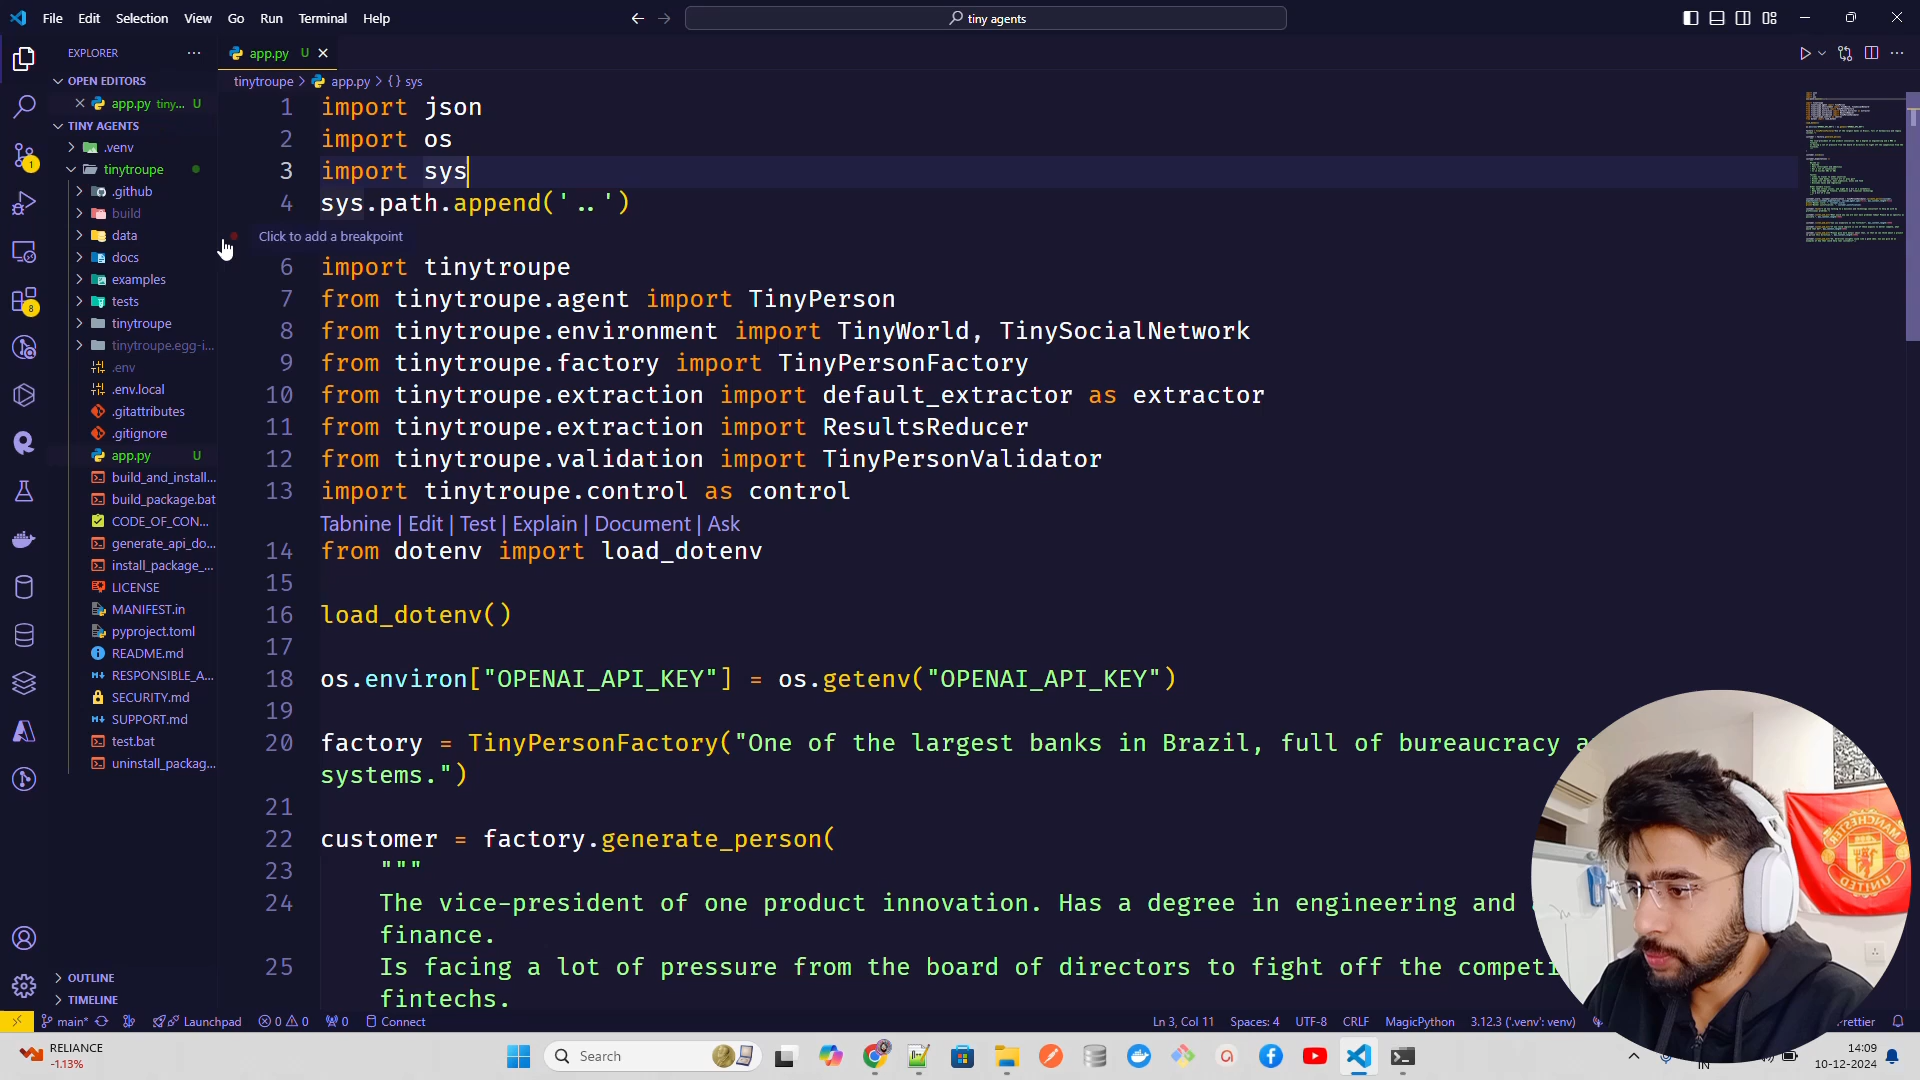 File Edit Selection View Go Run Terminal Help
tiny agents
EXPLORER
app.py U
OPEN EDITORS
tinytroupe > app.py > {} sys
app.py tiny... U
TINY AGENTS
.venv
tinytroupe
.github
build
data
docs
examples
tests
tinytroupe
tinytroupe.egg-i...
.env
.env.local
.gitattributes
.gitignore
app.py U
build_and_install...
build_package.bat
CODE_OF_CON...
generate_api_do...
install_package_...
LICENSE
MANIFEST.in
pyproject.toml
README.md
RESPONSIBLE_A...
SECURITY.md
SUPPORT.md
test.bat
uninstall_packag...
OUTLINE
TIMELINE
1
8
1 import json
2 import os
3 import sys
4 sys.path.append('..')
Click to add a breakpoint
6 import tinytroupe
7 from tinytroupe.agent import TinyPerson
8 from tinytroupe.environment import TinyWorld, TinySocialNetwork
9 from tinytroupe.factory import TinyPersonFactory
10 from tinytroupe.extraction import default_extractor as extractor
11 from tinytroupe.extraction import ResultsReducer
12 from tinytroupe.validation import TinyPersonValidator
13 import tinytroupe.control as control
Tabnine | Edit | Test | Explain | Document | Ask
14 from dotenv import load_dotenv
15
16 load_dotenv()
17
18 os.environ["OPENAI_API_KEY"] = os.getenv("OPENAI_API_KEY")
19
20 factory = TinyPersonFactory("One of the largest banks in Brazil, full of bureaucracy
systems.")
21
22 customer = factory.generate_person(
23 """
24 The vice-president of one product innovation. Has a degree in engineering and
finance.
25 Is facing a lot of pressure from the board of directors to fight off the
fintechs.
MANCHESTER
UNITED
main* Launchpad 0 0 0 Connect
Ln 3, Col 11 Spaces: 4 UTF-8 CRLF MagicPython 3.12.3 ('.venv': venv)
RELIANCE
-1.13%
Search
IN
14:09
10-12-2024